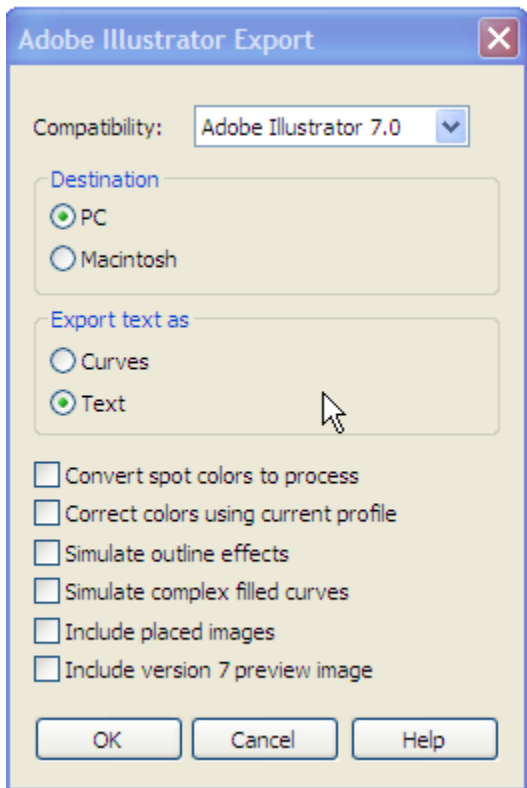 Adobe Illustrator Export
Compatibility: Adobe Illustrator 7.0
Destination
PC
Macintosh
Export text as
Curves
Text
Convert spot colors to process
Correct colors using current profile
Simulate outline effects
Simulate complex filled curves
Include placed images
Include version 7 preview image
OK Cancel Help